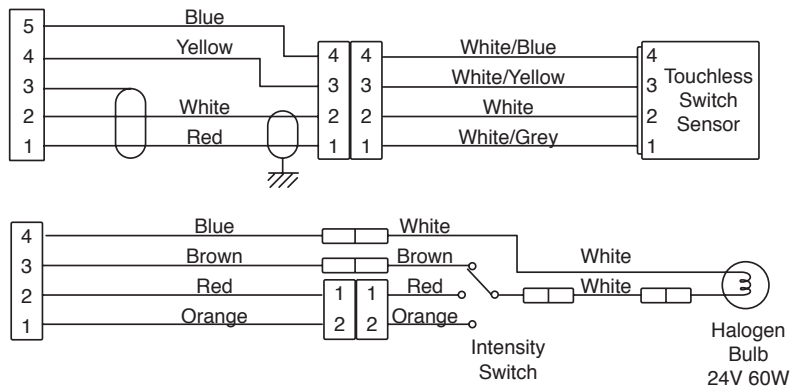 5 Blue
4 Yellow 4 4 White/Blue 4
3 3 3 White/Yellow 3 Touchless
2 White 2 2 White 2 Switch
1 Red 1 1 White/Grey 1 Sensor
4 Blue White
3 Brown Brown White
2 Red 1 1 Red White
1 Orange 2 2 Orange
Intensity
Switch
Halogen
Bulb
24V 60W